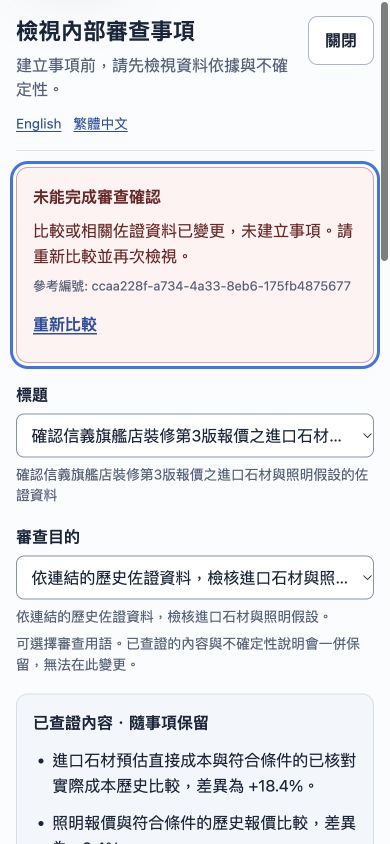 檢視內部審查事項
關閉
建立事項前，請先檢視資料依據與不確
定性。
English 繁體中文
未能完成審查確認
比較或相關佐證資料已變更，未建立事項。請
重新比較並再次檢視。
參考編號: ccaa228f-a734-4a33-8eb6-175fb4875677
重新比較
標題
確認信義旗艦店裝修第3版報價之進口石材...
確認信義旗艦店裝修第3版報價之進口石材與照明假設的佐
證資料
審查目的
依連結的歷史佐證資料，檢核進口石材與照...
依連結的歷史佐證資料，檢核進口石材與照明假設。
可選擇審查用語。已查證的內容與不確定性說明會一併保
留，無法在此變更。
已查證內容 · 隨事項保留
• 進口石材預估直接成本與符合條件的已核對
實際成本歷史比較，差異為 +18.4%。
• 照明報價與符合條件的歷史報價比較，差異